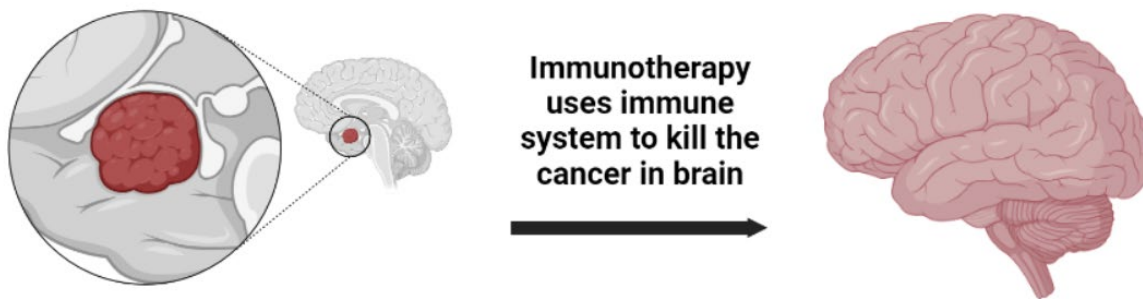 Immunotherapy
uses immune
system to kill the
cancer in brain